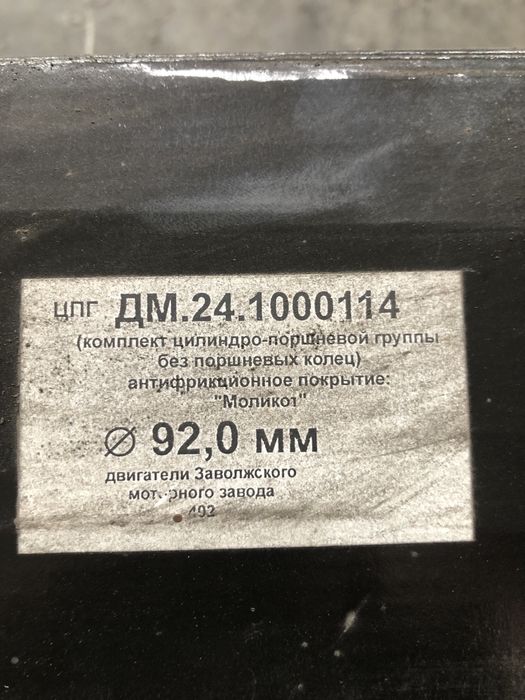 ЦПГ ДМ.24.1000114
(комплект цилиндро-поршневой группы
без поршневых колец)
антифрикционное покрытие:
"Моликот"
⌀ 92,0 мм
двигатели Заволжского
моторного завода
402